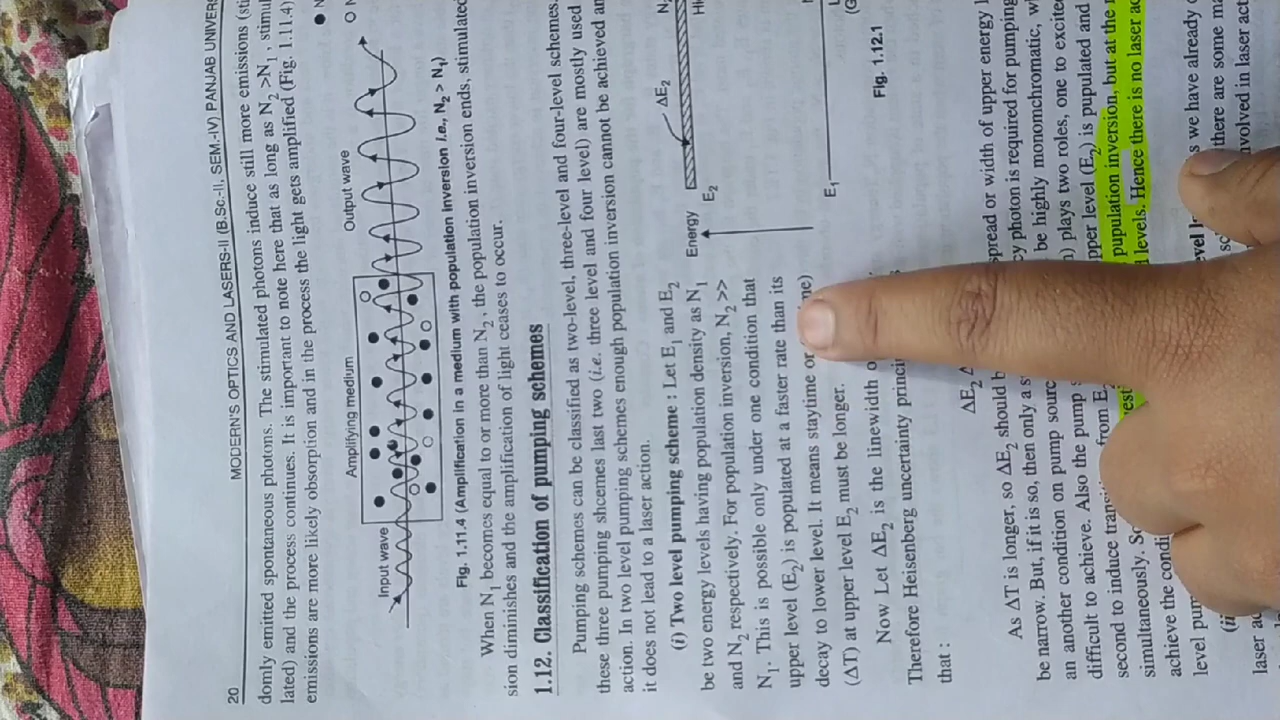 20
MODERN'S OPTICS AND LASERS-II (B.Sc.-II, SEM.-IV) PANJAB
domly emitted spontaneous photons. The stimulated photons induce still more emissions
lated) and the process continues. It is important to note here that as long as N2 >N1,
emissions are more likely obsorption and in the process the light gets amplified (Fig. 1.11.4)
Input wave
Amplifying medium
Output wave
Fig. 1.11.4 (Amplification in a medium with population inversion i.e., N2 > N1)
When N1 becomes equal to or more than N2, the population inversion ends, stimulated
sion diminishes and the amplification of light ceases to occur.
1.12. Classification of pumping schemes
Pumping schemes can be classified as two-level, three-level and four-level schemes.
these three pumping shcemes last two (i.e. three level and four level) are mostly used
action. In two level pumping schemes enough population inversion cannot be achieved
it does not lead to a laser action.
(i) Two level pumping scheme : Let E1 and E2
be two energy levels having population density as N1
and N2 respectively. For population inversion, N2 >>
N1. This is possible only under one condition that
upper level (E2) is populated at a faster rate than its
decay to lower level. It means staytime or
(ΔT) at upper level E2 must be longer.
Now Let ΔE2 is the linewidth
Therefore Heisenberg uncertainty
that :
Energy
E2
ΔE2
E1
Fig. 1.12.1
ΔE2
As ΔT is longer, so ΔE2 should spread or width of upper energy
be narrow. But, if it is so, then only a photon is required for pumping
an another condition on pump be highly monomchromatic,
difficult to achieve. Also the pump plays two roles, one to
second to induce from level (E2) is pupulated and
simultaneously. pupulation inversion, but at the
achieve the levels. Hence there is no laser
level we have already
there are some
laser involved in laser